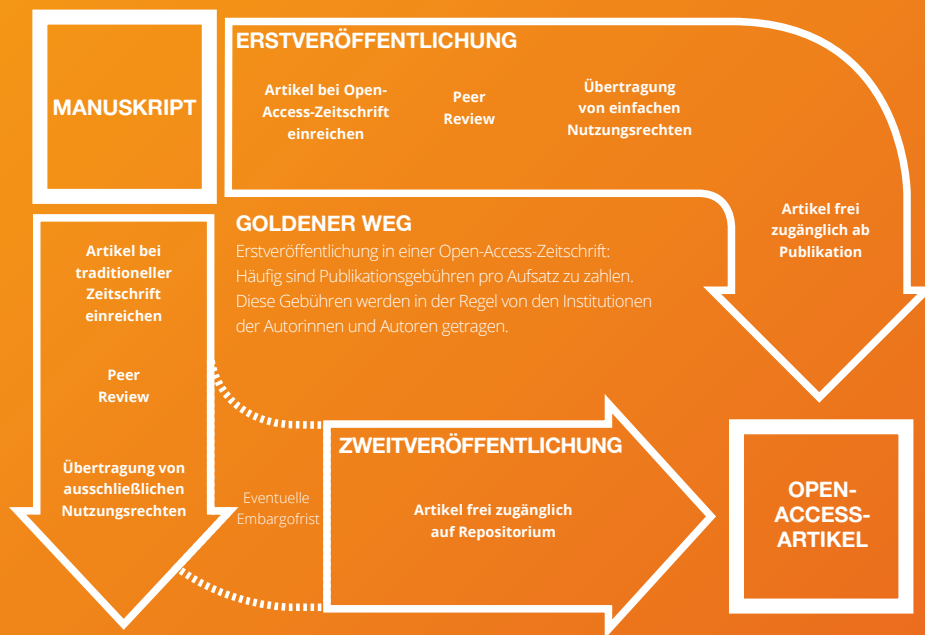 MANUSKRIPT
ERSTVERÖFFENTLICHUNG
Artikel bei Open-
Access-Zeitschrift
einreichen
Peer
Review
Übertragung
von einfachen
Nutzungsrechten
Artikel frei
zugänglich ab
Publikation
GOLDENER WEG
Erstveröffentlichung in einer Open-Access-Zeitschrift:
Häufig sind Publikationsgebühren pro Aufsatz zu zahlen.
Diese Gebühren werden in der Regel von den Institutionen
der Autorinnen und Autoren getragen.
Artikel bei
traditioneller
Zeitschrift
einreichen
Peer
Review
Übertragung von
ausschließlichen
Nutzungsrechten
Eventuelle
Embargofrist
ZWEITVERÖFFENTLICHUNG
Artikel frei zugänglich
auf Repositorium
OPEN-
ACCESS-
ARTIKEL